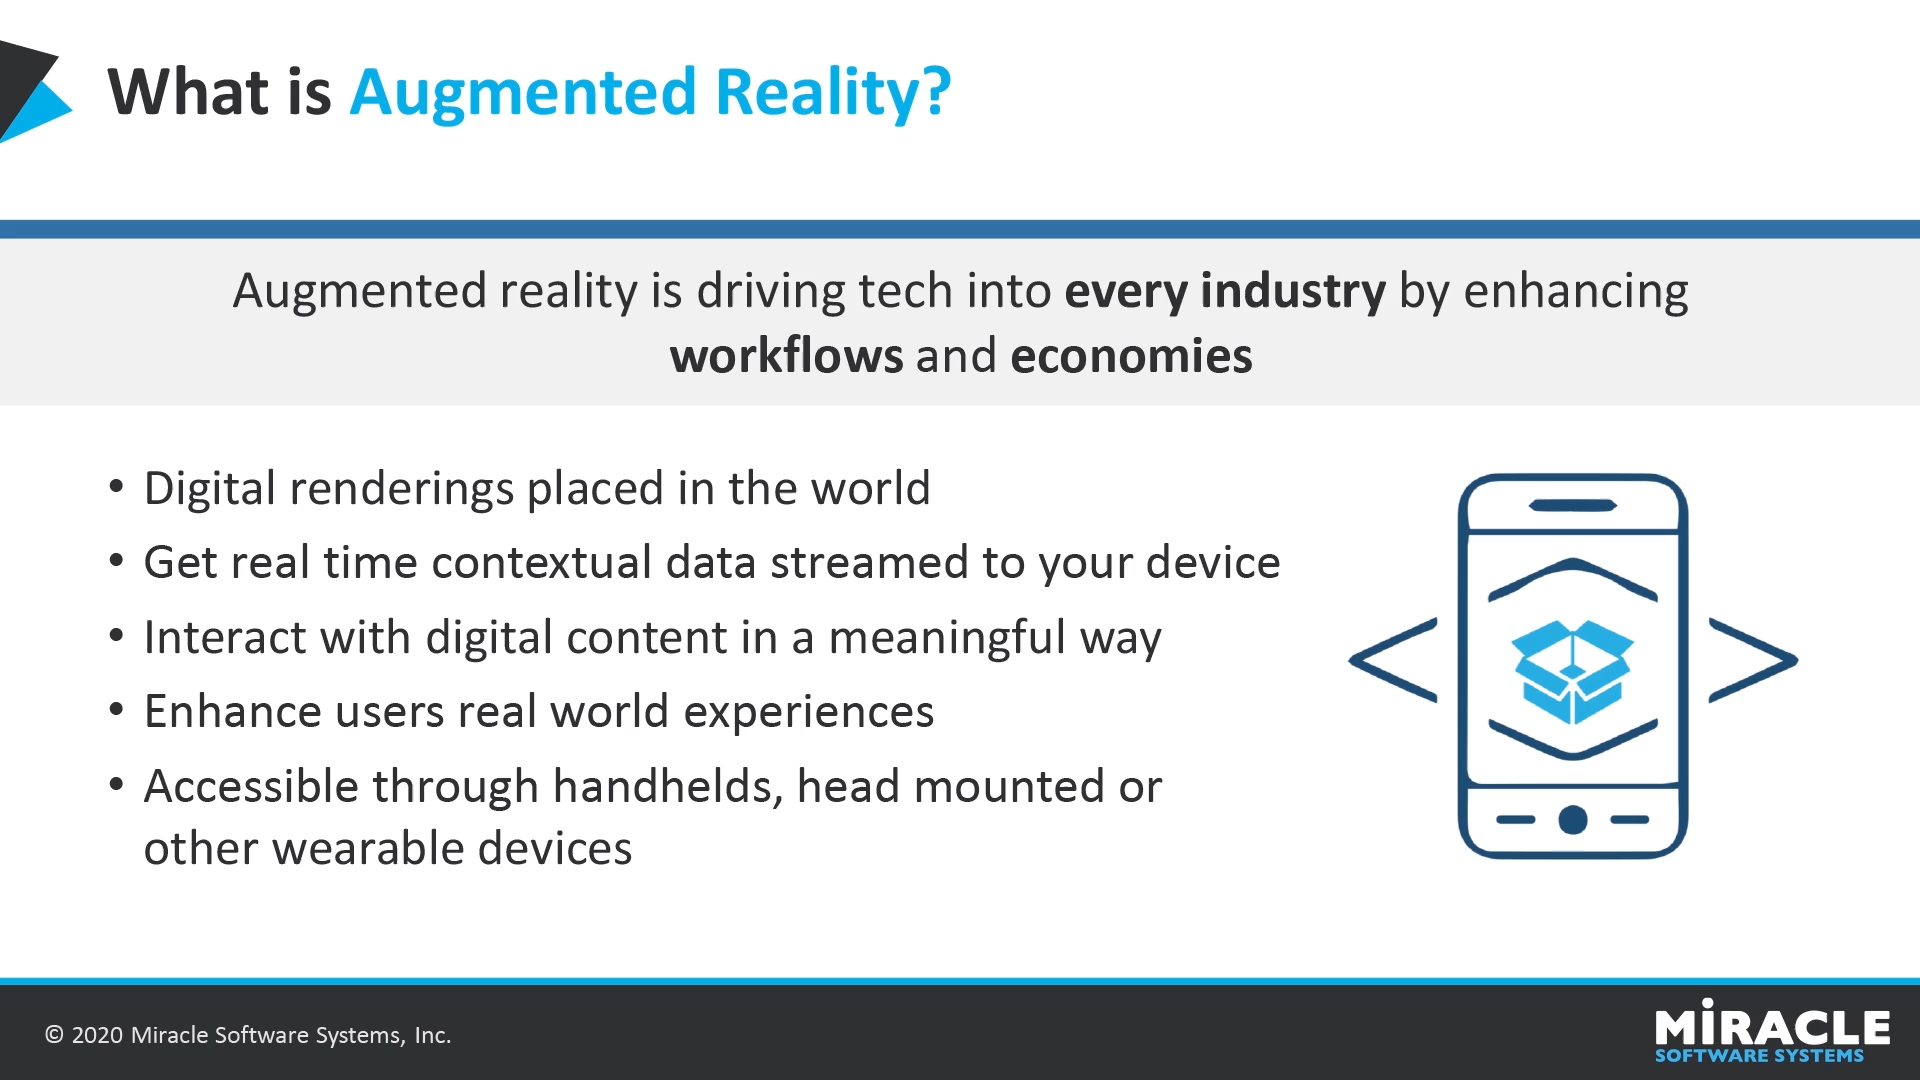 What is Augmented Reality?
Augmented reality is driving tech into every industry by enhancing
workflows and economies
• Digital renderings placed in the world
• Get real time contextual data streamed to your device
• Interact with digital content in a meaningful way
• Enhance users real world experiences
• Accessible through handhelds, head mounted or
other wearable devices
© 2020 Miracle Software Systems, Inc.
MiRACLE
SOFTWARE SYSTEMS